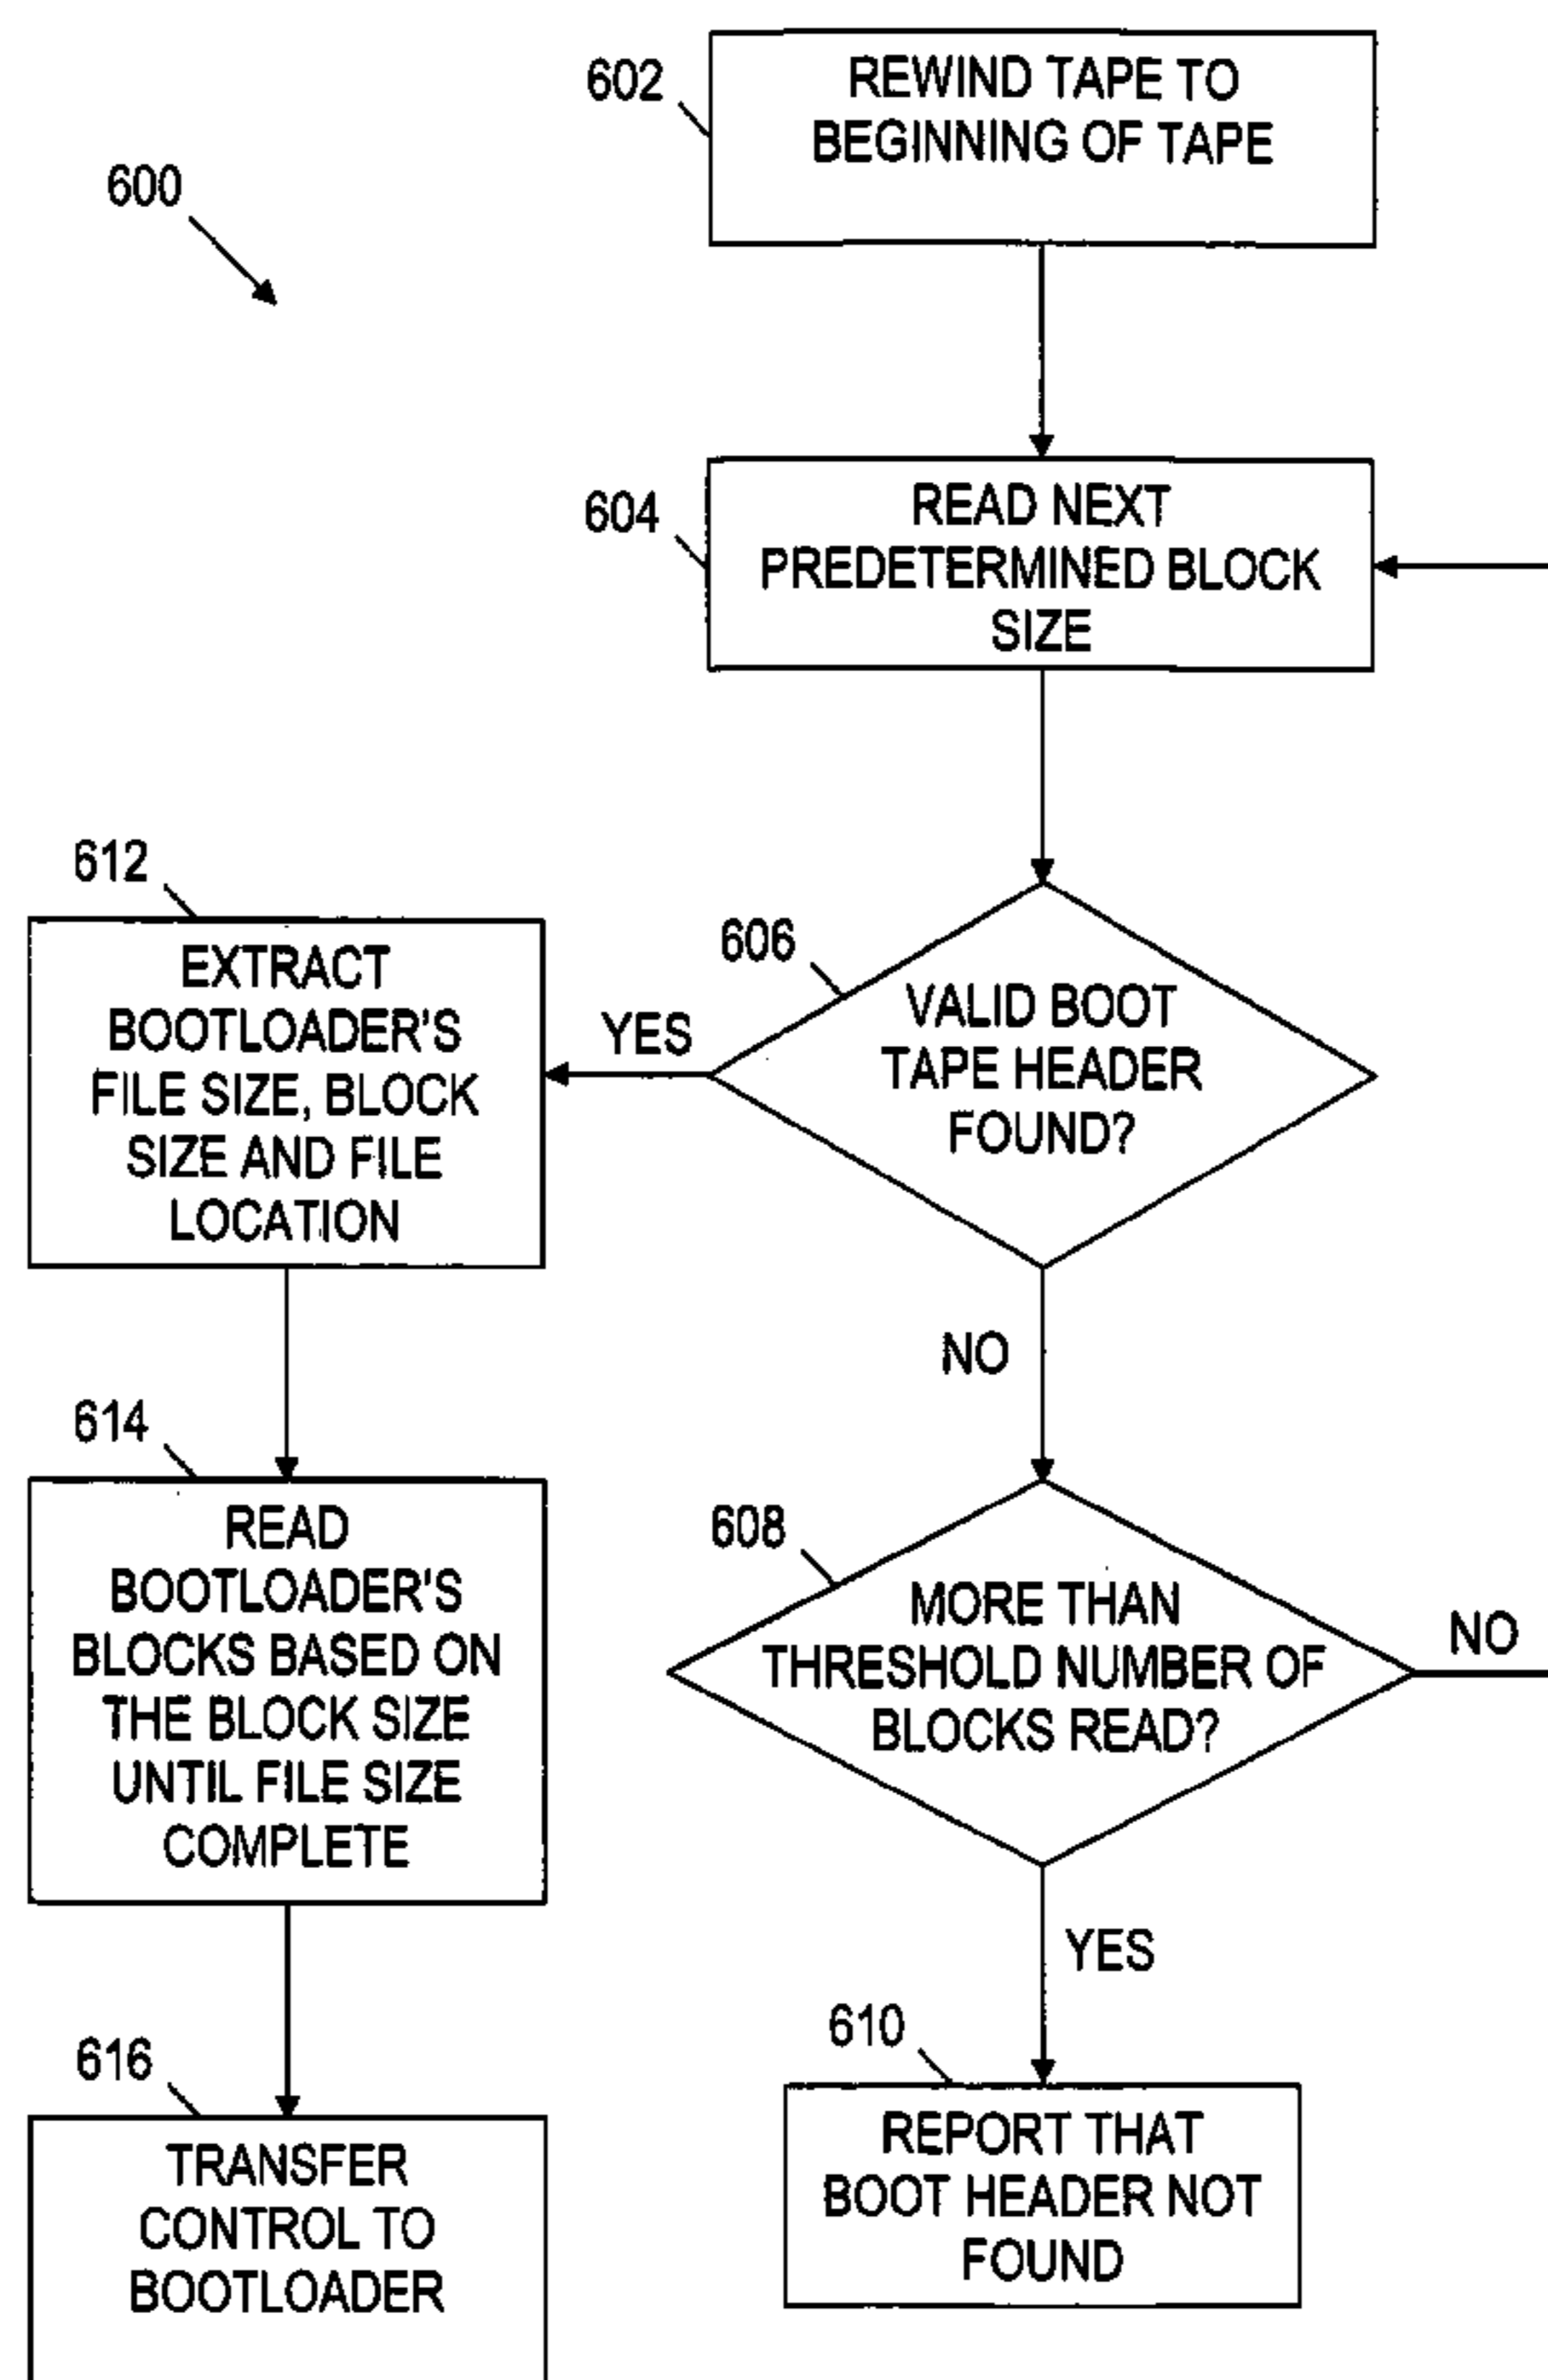 602
REWIND TAPE TO
BEGINNING OF TAPE
600
604
READ NEXT
PREDETERMINED BLOCK
SIZE
612
EXTRACT
BOOTLOADER'S
FILE SIZE, BLOCK
SIZE AND FILE
LOCATION
YES
606
VALID BOOT
TAPE HEADER
FOUND?
NO
614
READ
BOOTLOADER'S
BLOCKS BASED ON
THE BLOCK SIZE
UNTIL FILE SIZE
COMPLETE
608
MORE THAN
THRESHOLD NUMBER OF
BLOCKS READ?
NO
YES
616
TRANSFER
CONTROL TO
BOOTLOADER
610
REPORT THAT
BOOT HEADER NOT
FOUND